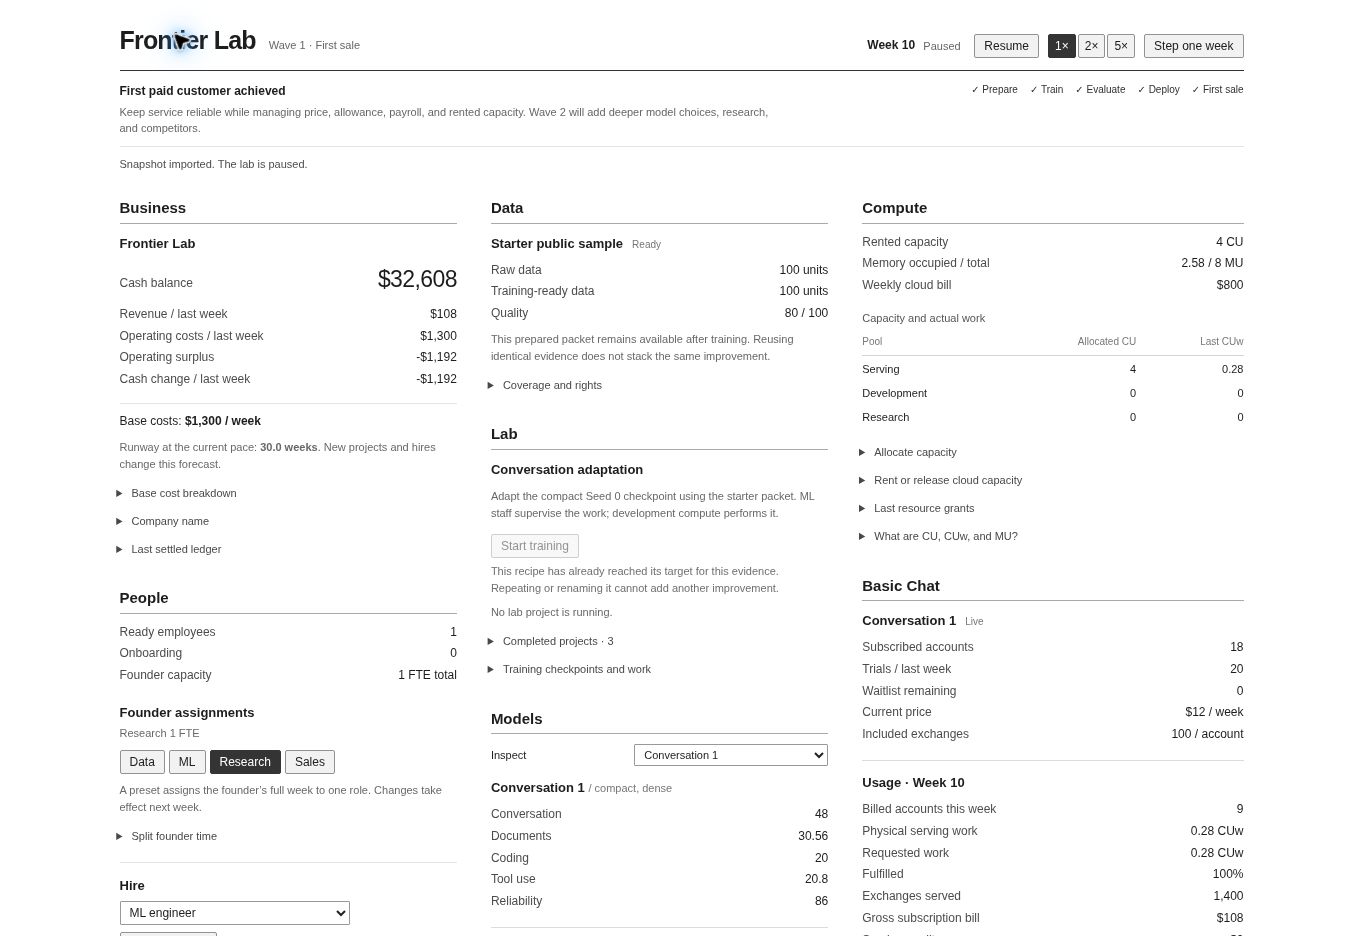 Frontier Lab
Wave 1 · First sale
Week 10 Paused Resume 1× 2× 5× Step one week
First paid customer achieved
✓ Prepare ✓ Train ✓ Evaluate ✓ Deploy ✓ First sale
Keep service reliable while managing price, allowance, payroll, and rented capacity. Wave 2 will add deeper model choices, research,
and competitors.
Snapshot imported. The lab is paused.
Business
Frontier Lab
Cash balance $32,608
Revenue / last week $108
Operating costs / last week $1,300
Operating surplus -$1,192
Cash change / last week -$1,192
Base costs: $1,300 / week
Runway at the current pace: 30.0 weeks. New projects and hires
change this forecast.
Base cost breakdown
Company name
Last settled ledger
People
Ready employees 1
Onboarding 0
Founder capacity 1 FTE total
Founder assignments
Research 1 FTE
Data ML Research Sales
A preset assigns the founder's full week to one role. Changes take
effect next week.
Split founder time
Hire
ML engineer
Data
Starter public sample Ready
Raw data 100 units
Training-ready data 100 units
Quality 80 / 100
This prepared packet remains available after training. Reusing
identical evidence does not stack the same improvement.
Coverage and rights
Lab
Conversation adaptation
Adapt the compact Seed 0 checkpoint using the starter packet. ML
staff supervise the work; development compute performs it.
Start training
This recipe has already reached its target for this evidence.
Repeating or renaming it cannot add another improvement.
No lab project is running.
Completed projects · 3
Training checkpoints and work
Models
Inspect Conversation 1
Conversation 1 / compact, dense
Conversation 48
Documents 30.56
Coding 20
Tool use 20.8
Reliability 86
Compute
Rented capacity 4 CU
Memory occupied / total 2.58 / 8 MU
Weekly cloud bill $800
Capacity and actual work
Pool Allocated CU Last CUw
Serving 4 0.28
Development 0 0
Research 0 0
Allocate capacity
Rent or release cloud capacity
Last resource grants
What are CU, CUw, and MU?
Basic Chat
Conversation 1 Live
Subscribed accounts 18
Trials / last week 20
Waitlist remaining 0
Current price $12 / week
Included exchanges 100 / account
Usage · Week 10
Billed accounts this week 9
Physical serving work 0.28 CUw
Requested work 0.28 CUw
Fulfilled 100%
Exchanges served 1,400
Gross subscription bill $108